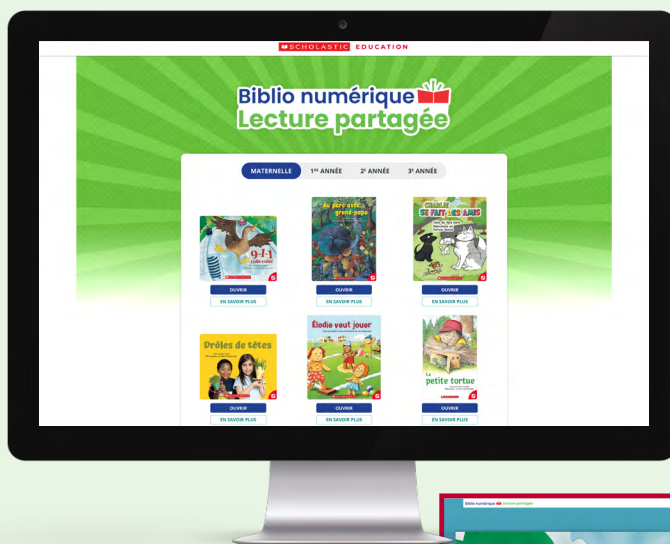 SCHOLASTIC EDUCATION
Biblio numérique
Lecture partagée
MATERNELLE 1re ANNÉE 2e ANNÉE 3e ANNÉE
9-1-1
Au parc avec grand-papa
CHARLIE
SE FAIT DES AMIS
OUVRIR OUVRIR OUVRIR
EN SAVOIR PLUS EN SAVOIR PLUS EN SAVOIR PLUS
Drôles de têtes
Élodie veut jouer
La
petite tortue
OUVRIR OUVRIR OUVRIR
EN SAVOIR PLUS EN SAVOIR PLUS EN SAVOIR PLUS
Biblio numérique Lecture partagée